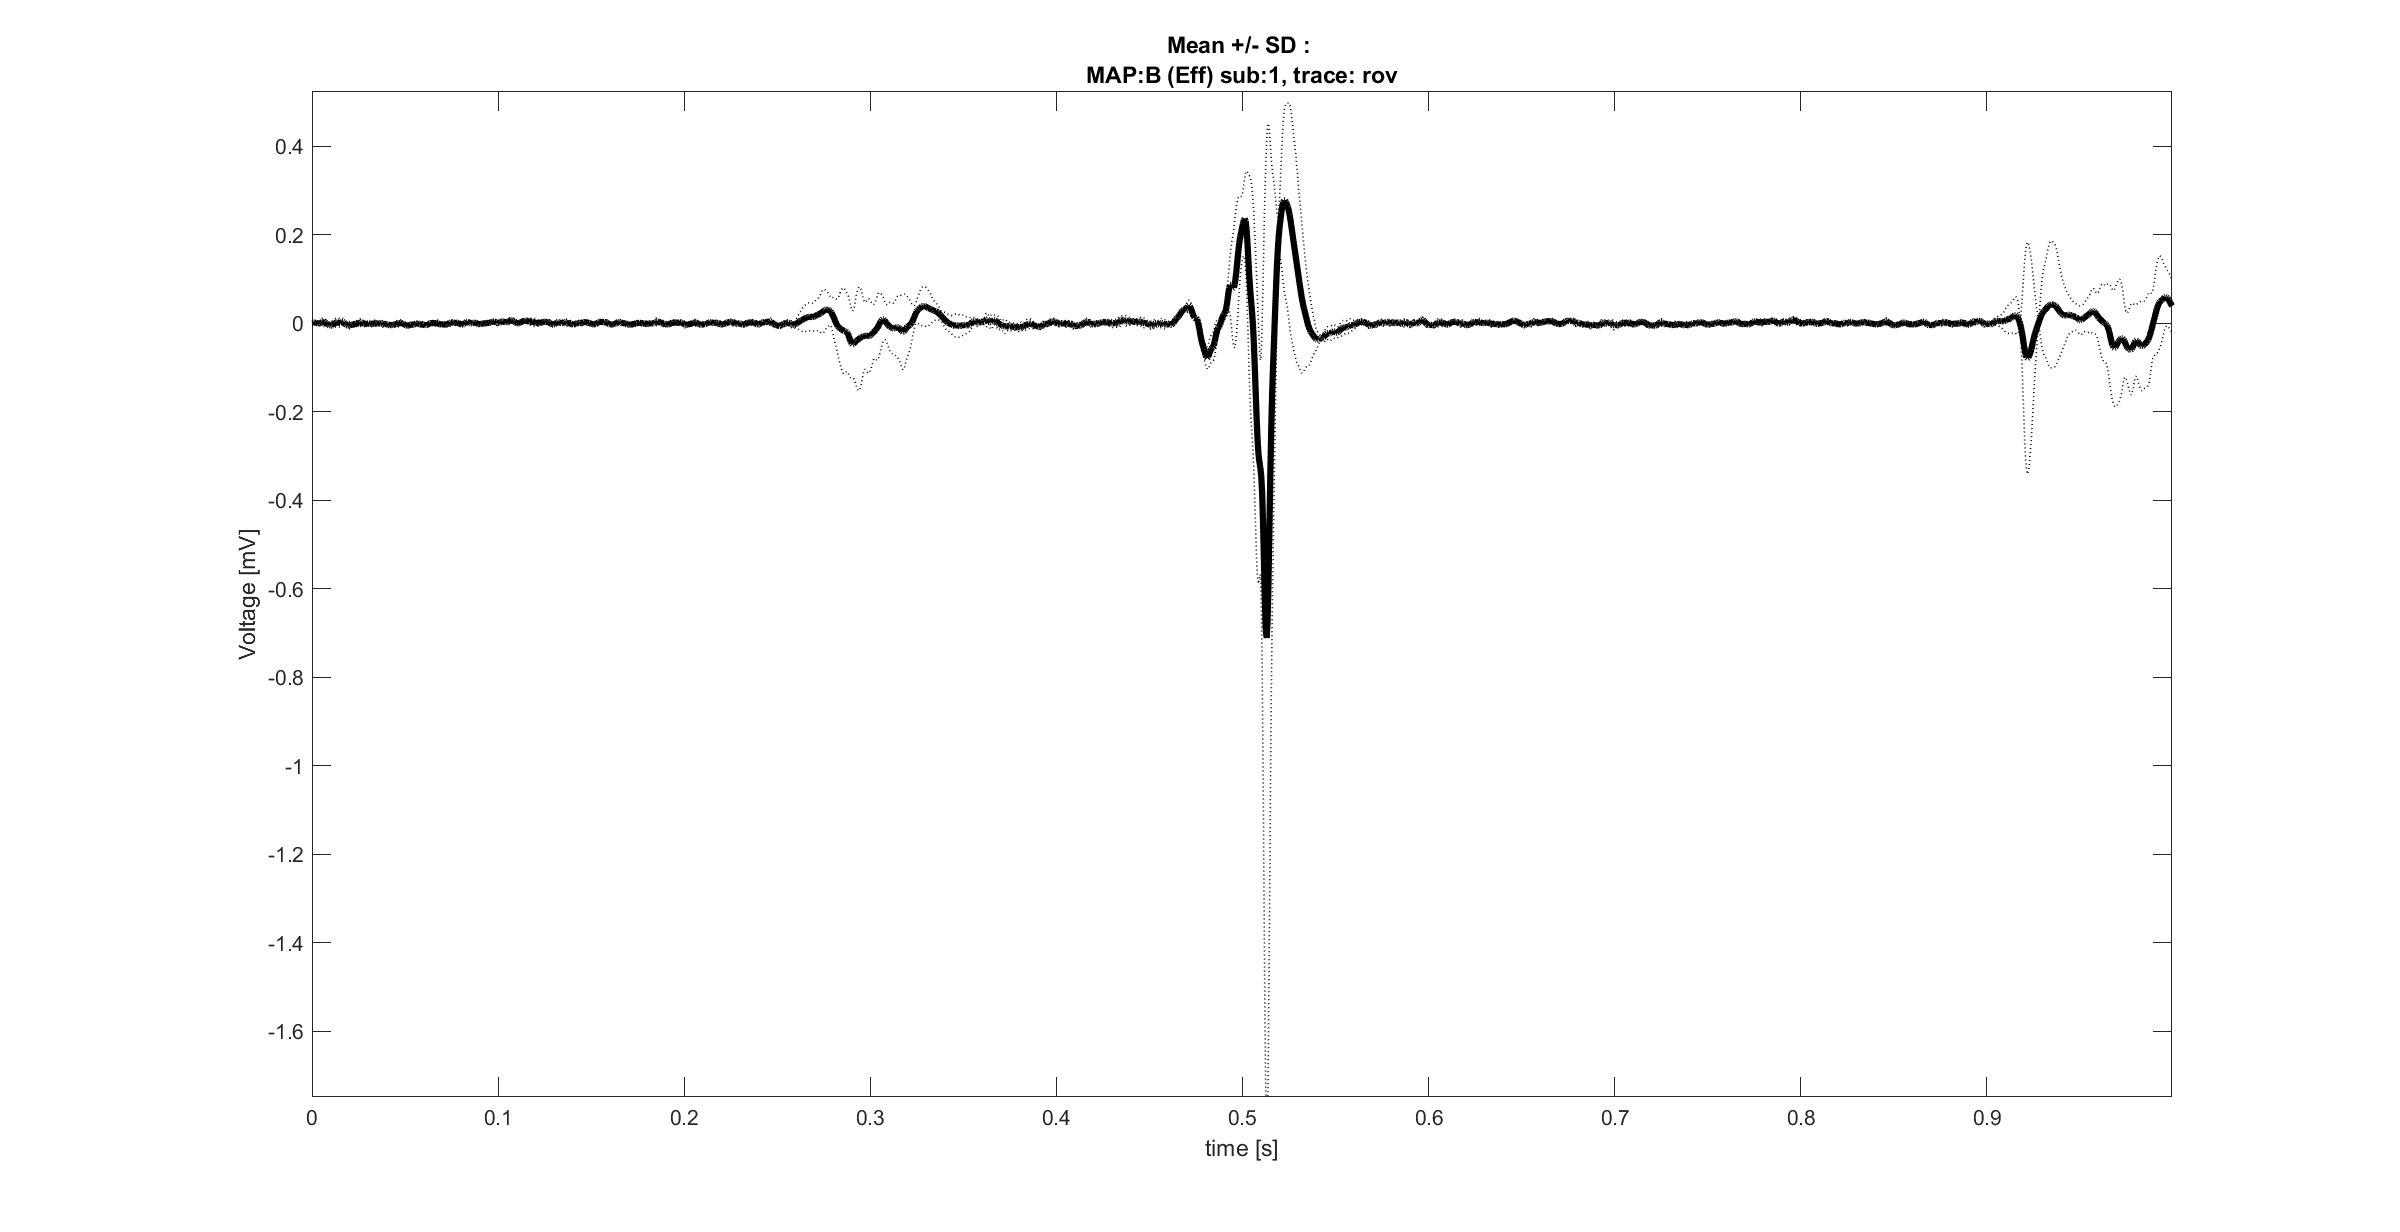 Mean +/- SD :
MAP:B (Eff) sub:1, trace: rov
0.4
0.2
0
-0.2
-0.4
-0.6
-0.8
-1
-1.2
-1.4
-1.6
Voltage [mV]
0 0.1 0.2 0.3 0.4 0.5 0.6 0.7 0.8 0.9
time [s]